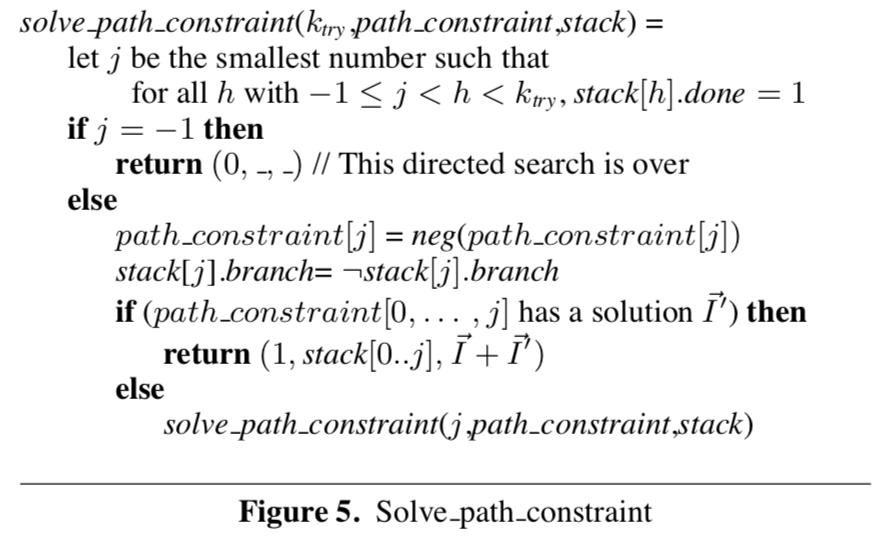 solve_path_constraint(k_try,path_constraint,stack) =
let j be the smallest number such that
for all h with −1 ≤ j < h < k_try, stack[h].done = 1
if j = −1 then
return (0, _, _) // This directed search is over
else
path_constraint[j] = neg(path_constraint[j])
stack[j].branch= ¬stack[j].branch
if (path_constraint[0, . . . , j] has a solution I⃗′) then
return (1, stack[0..j], I⃗ + I⃗′)
else
solve_path_constraint(j,path_constraint,stack)
Figure 5. Solve_path_constraint